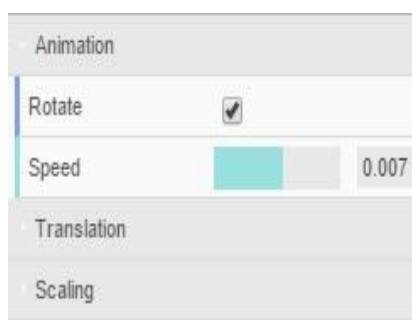 Animation
Rotate
Speed 0.007
Translation
Scaling